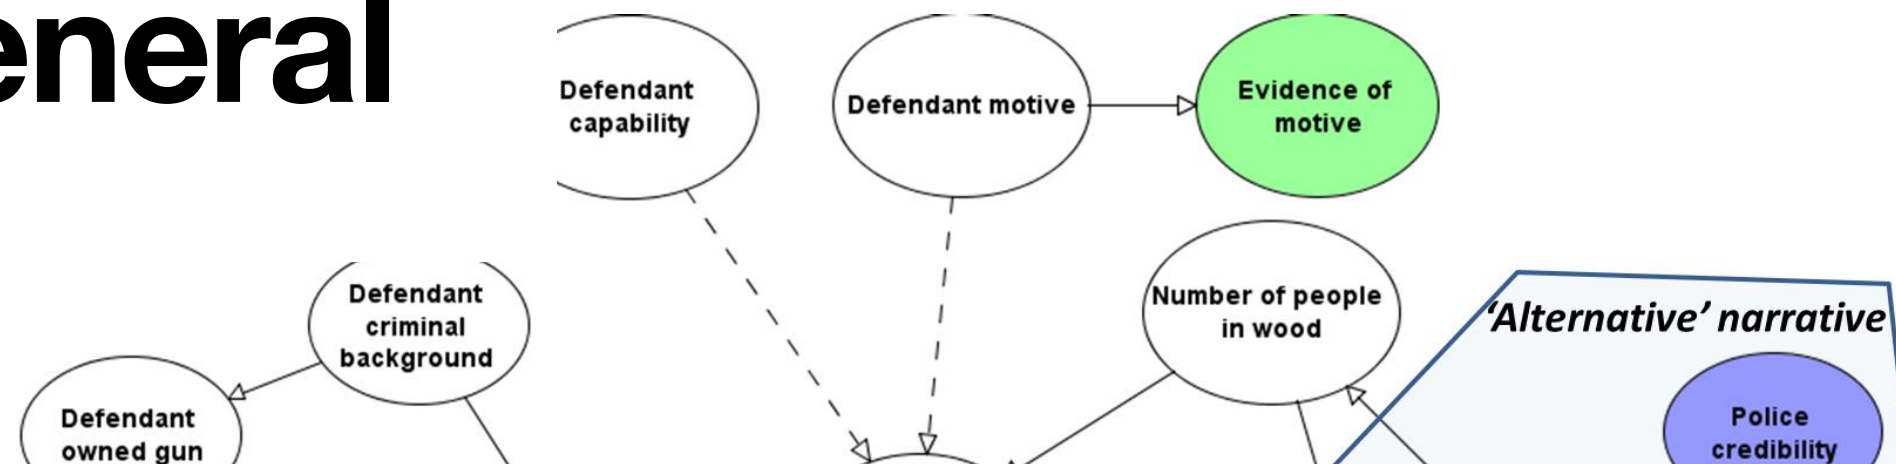 eneral
Defendant
capability
Defendant motive
Evidence of
motive
Defendant
criminal
background
Number of people
in wood
'Alternative' narrative
Defendant
owned gun
Police
credibility